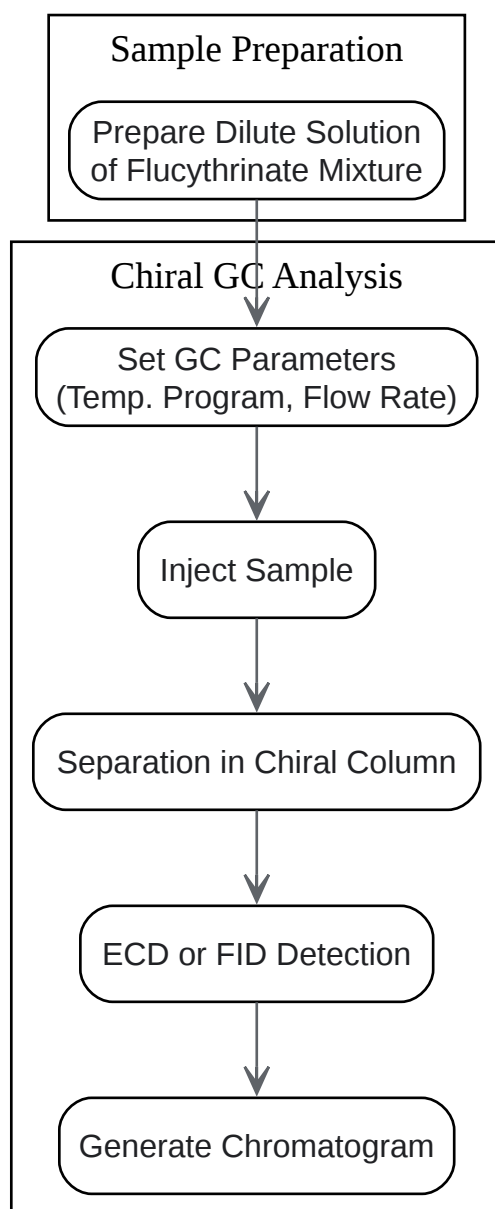 Sample Preparation
Prepare Dilute Solution
of Flucythrinate Mixture
Chiral GC Analysis
Set GC Parameters
(Temp. Program, Flow Rate)
Inject Sample
Separation in Chiral Column
ECD or FID Detection
Generate Chromatogram